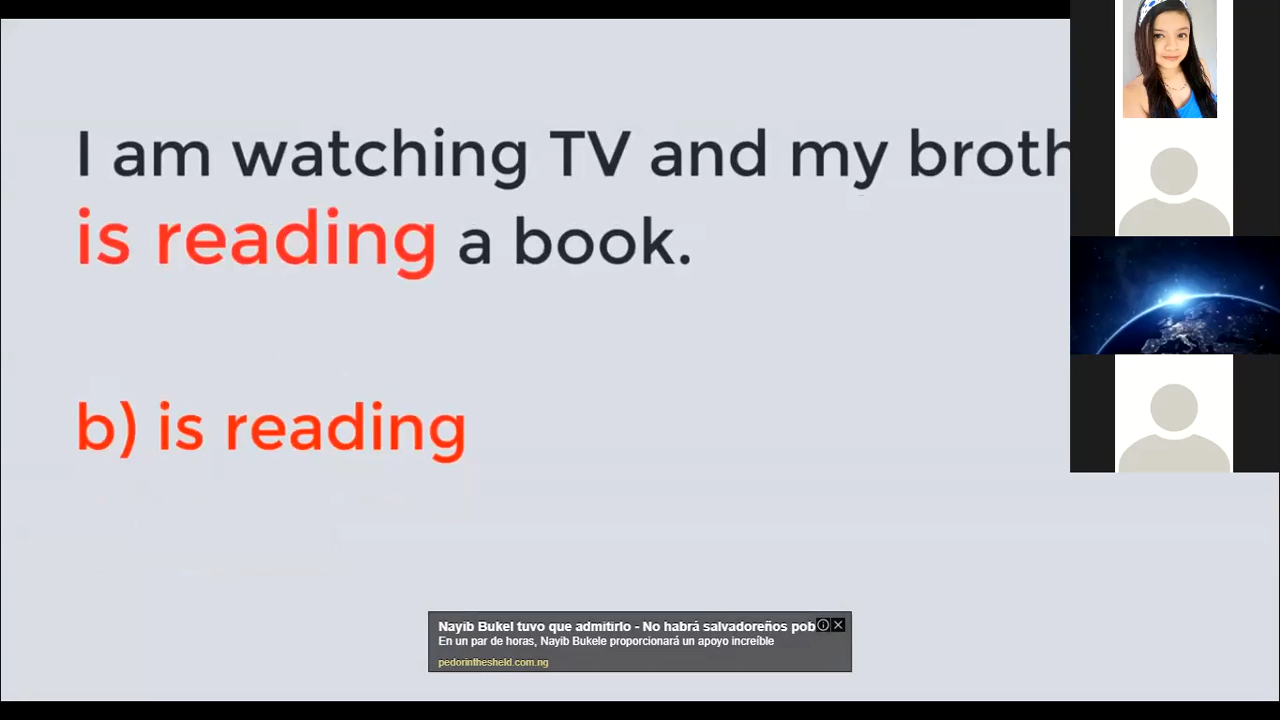 I am watching TV and my broth
is reading a book.
b) is reading
Nayib Bukel tuvo que admitirlo - No habrá salvadoreños pob
En un par de horas, Nayib Bukele proporcionará un apoyo increíble
pedorinthesheld.com.ng